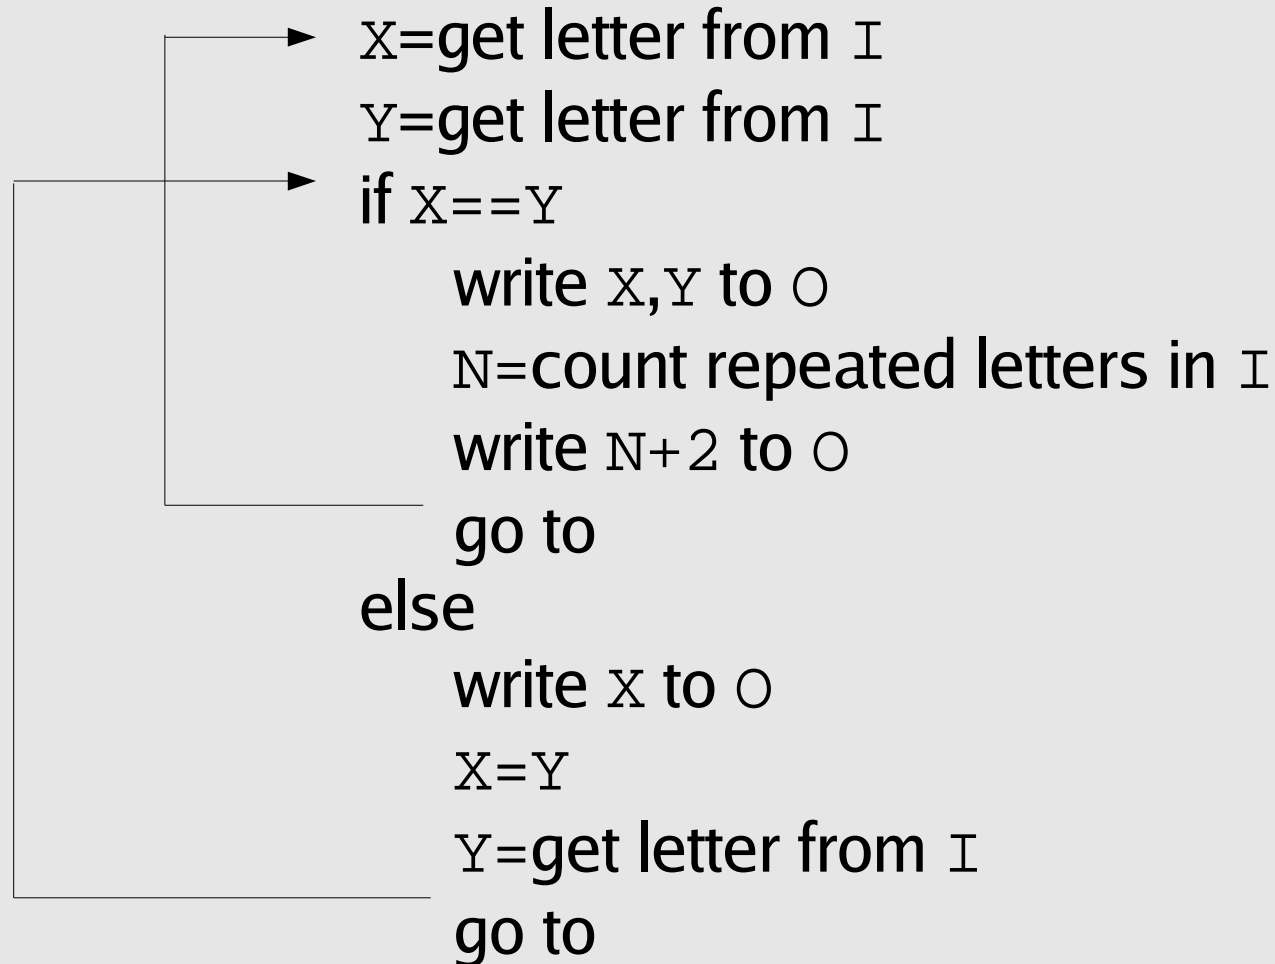 X=get letter from I
Y=get letter from I
if X==Y
write X,Y to O
N=count repeated letters in I
write N+2 to O
go to
else
write X to O
X=Y
Y=get letter from I
go to